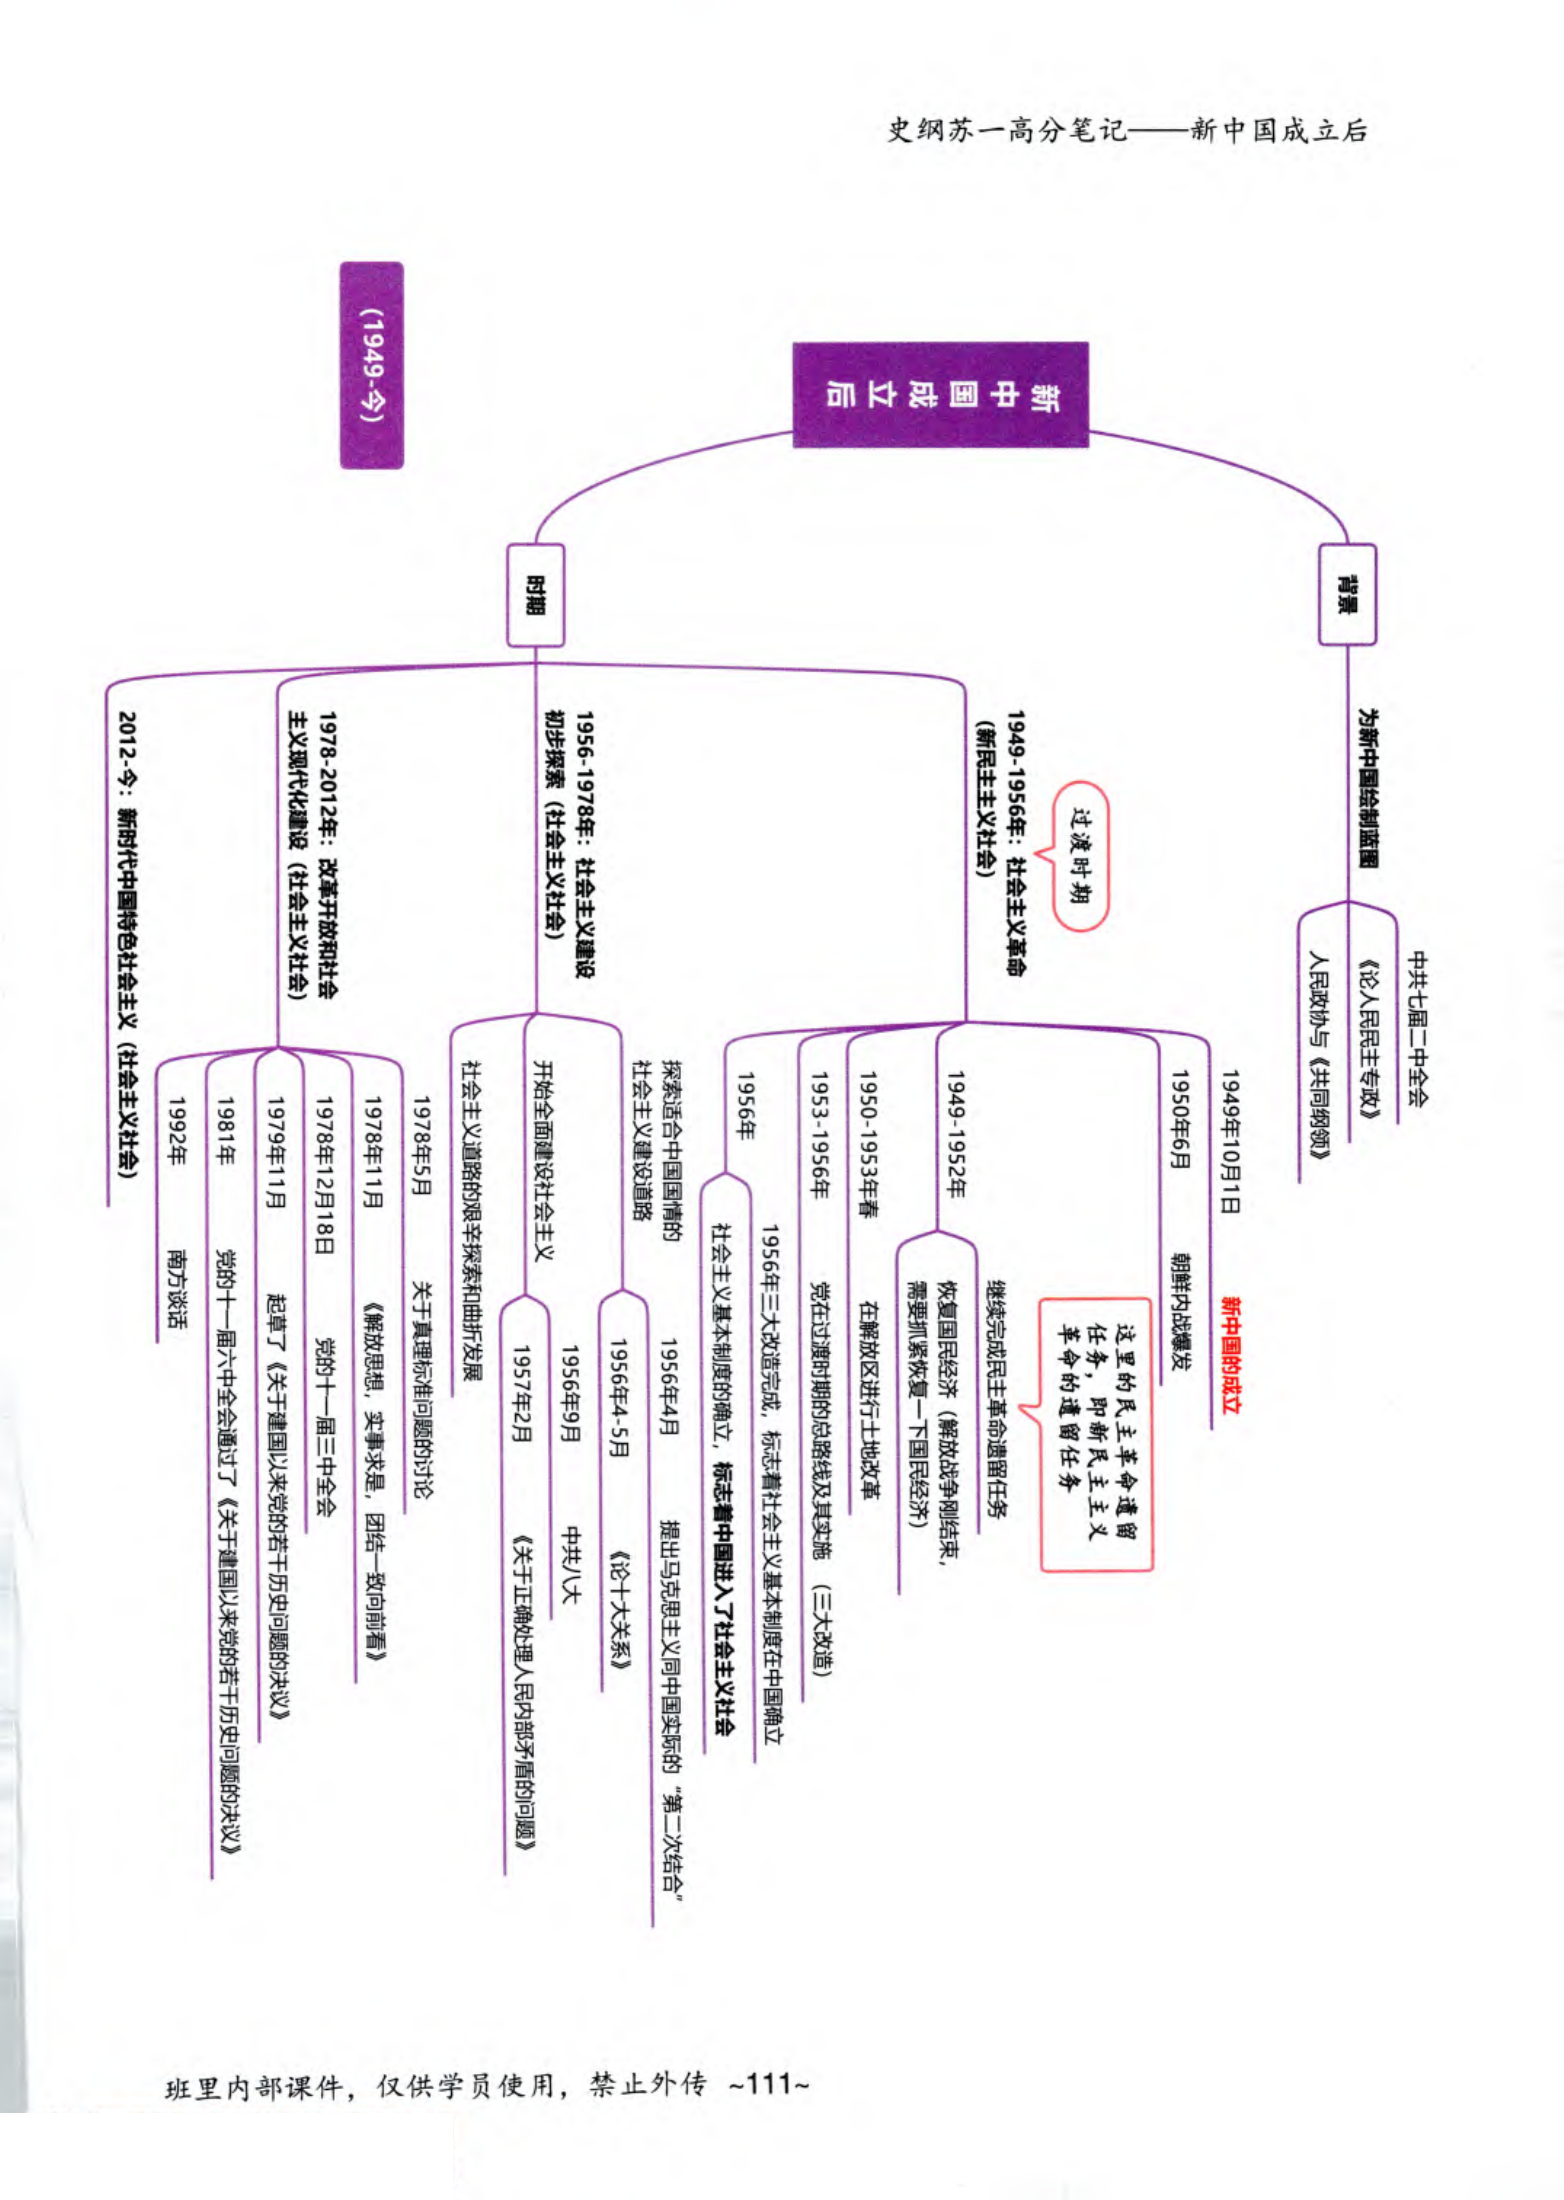 史纲苏一高分笔记——新中国成立后
新中国成立后
(1949-今)
背景
为新中国绘制蓝图
中共七届二中全会
《论人民民主专政》
人民政协与《共同纲领》
时期
过渡时期
1949-1956年：社会主义革命
（新民主主义社会）
1949年10月1日
新中国的成立
1950年6月
朝鲜内战爆发
这里的民主革命遗留
任务，即新民主主义
革命的遗留任务
1949-1952年
继续完成民主革命遗留任务
恢复国民经济（解放战争刚结束，
需要抓紧恢复一下国民经济）
1950-1953年春
在解放区进行土地改革
1953-1956年
党在过渡时期的总路线及其实施 （三大改造）
1956年
1956年三大改造完成，标志着社会主义基本制度在中国确立
社会主义基本制度的确立，标志着中国进入了社会主义社会
1956-1978年：社会主义建设
初步探索（社会主义社会）
探索适合中国国情的
社会主义建设道路
1956年4月
提出马克思主义同中国实际的“第二次结合”
1956年4-5月
《论十大关系》
开始全面建设社会主义
1956年9月
中共八大
1957年2月
《关于正确处理人民内部矛盾的问题》
社会主义道路的艰辛探索和曲折发展
1978-2012年：改革开放和社会
主义现代化建设（社会主义社会）
1978年5月
关于真理标准问题的讨论
1978年11月
《解放思想，实事求是，团结一致向前看》
1978年12月18日
党的十一届三中全会
1979年11月
起草了《关于建国以来党的若干历史问题的决议》
1981年
党的十一届六中全会通过了《关于建国以来党的若干历史问题的决议》
1992年
南方谈话
2012-今：新时代中国特色社会主义（社会主义社会）
班里内部课件，仅供学员使用，禁止外传 ~111~